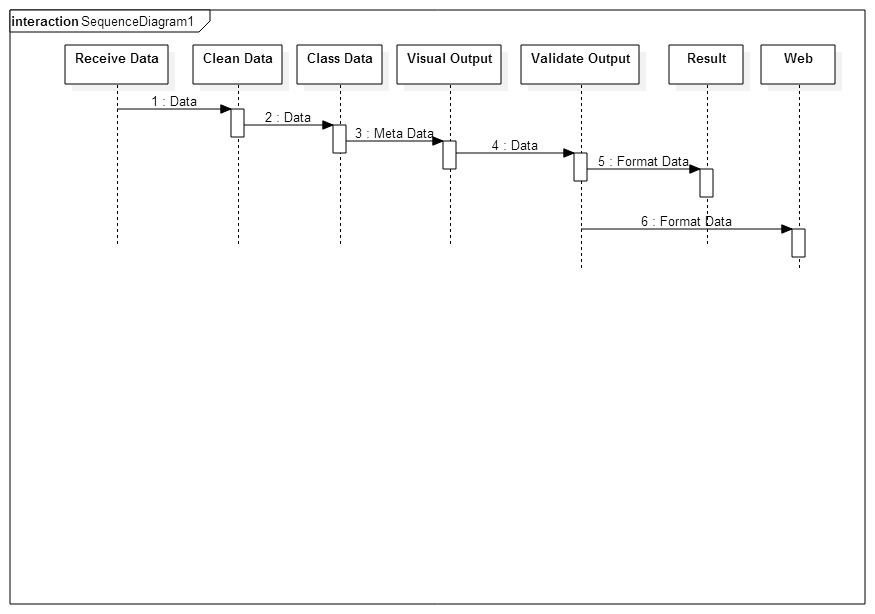 interaction SequenceDiagram1
Receive Data
Clean Data
Class Data
Visual Output
Validate Output
Result
Web
1 : Data
2 : Data
3 : Meta Data
4 : Data
5 : Format Data
6 : Format Data